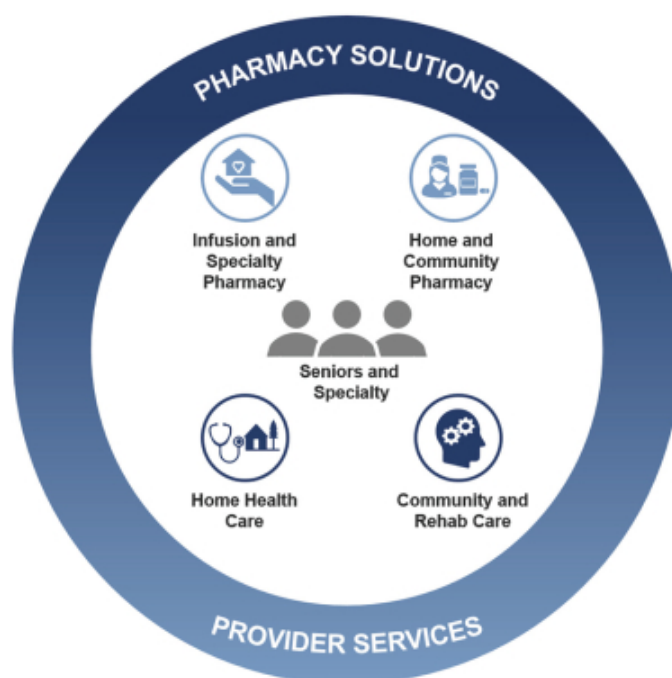 PHARMACY SOLUTIONS
Infusion and
Specialty
Pharmacy
Home and
Community
Pharmacy
Seniors and
Specialty
Home Health
Care
Community and
Rehab Care
PROVIDER SERVICES